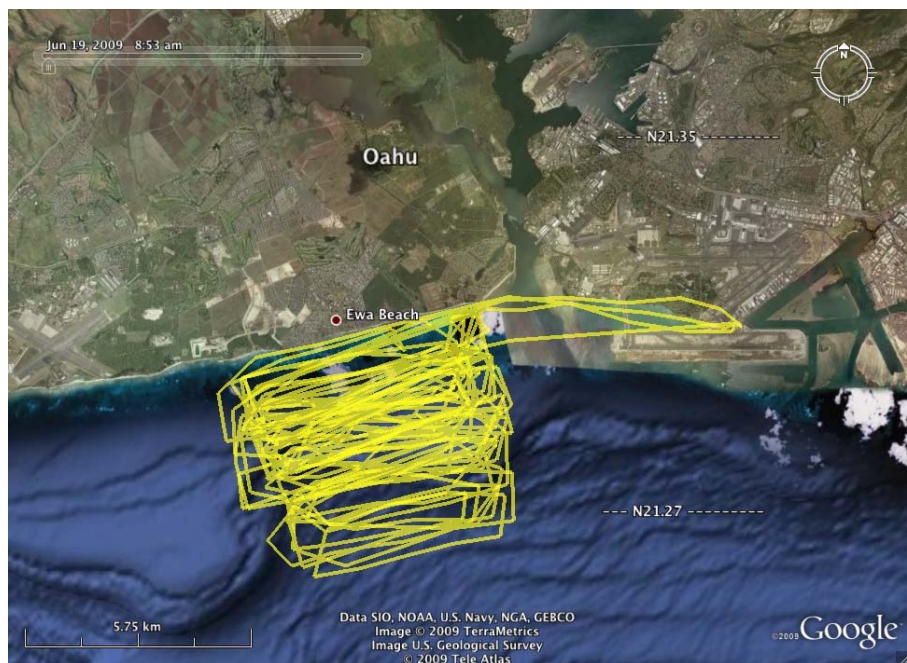 Jun 19, 2009   8:53 am
N
--- N21.35 ---------
Oahu
Ewa Beach
--- N21.27 ---------
5.75 km
Data SIO, NOAA, U.S. Navy, NGA, GEBCO
Image © 2009 TerraMetrics
Image U.S. Geological Survey
© 2009 Tele Atlas
©2009 Google